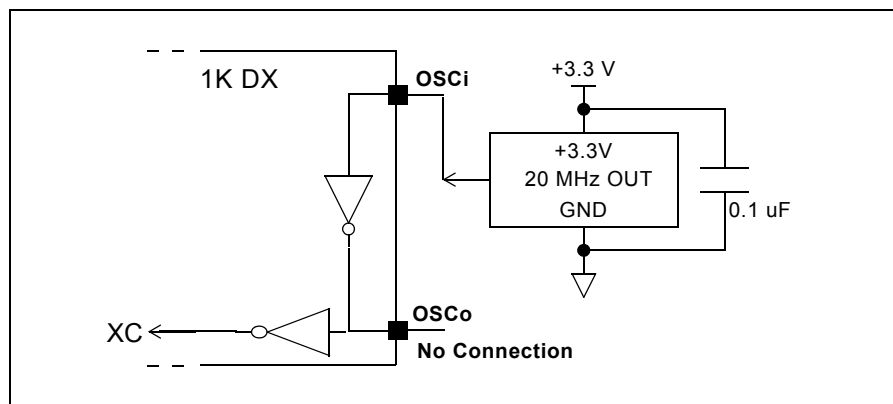 1K DX
OSCi
+3.3 V
+3.3V
20 MHz OUT
GND
0.1 uF
OSCo
XC
No Connection